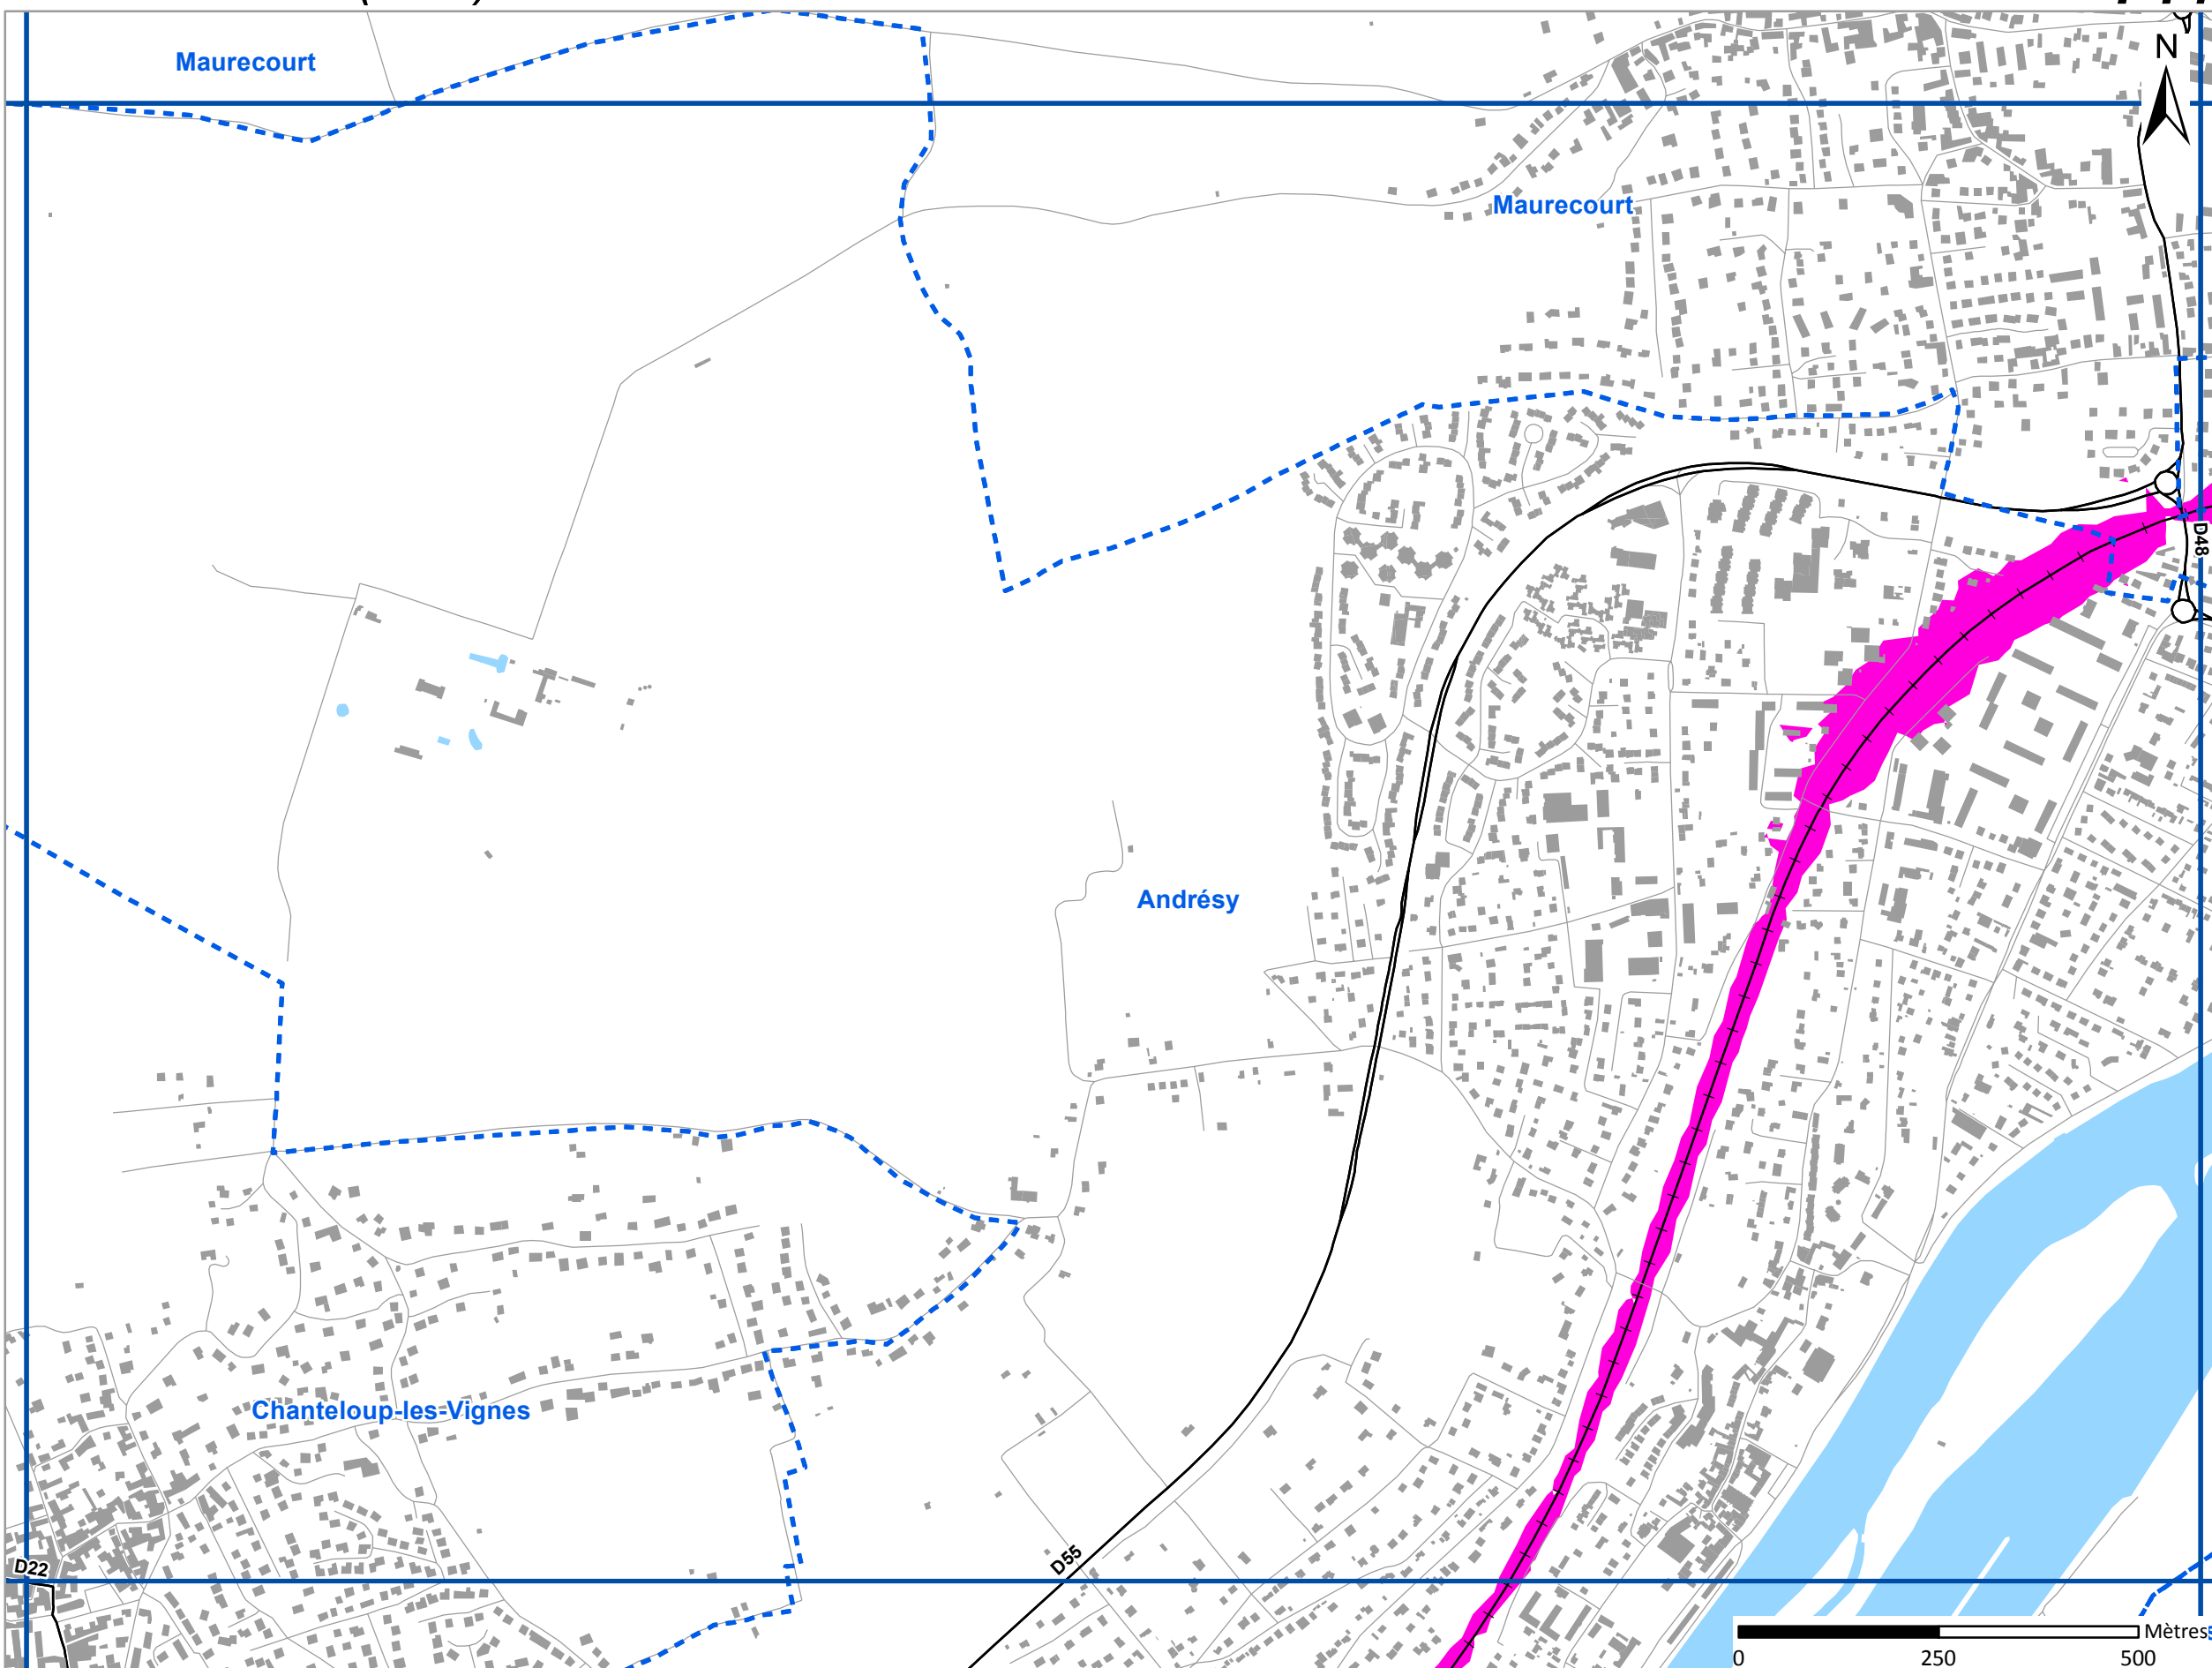 Maurecourt
N
Maurecourt
D48
Andrésy
Chanteloup-les-Vignes
D55
D22
Mètres
0 250 500